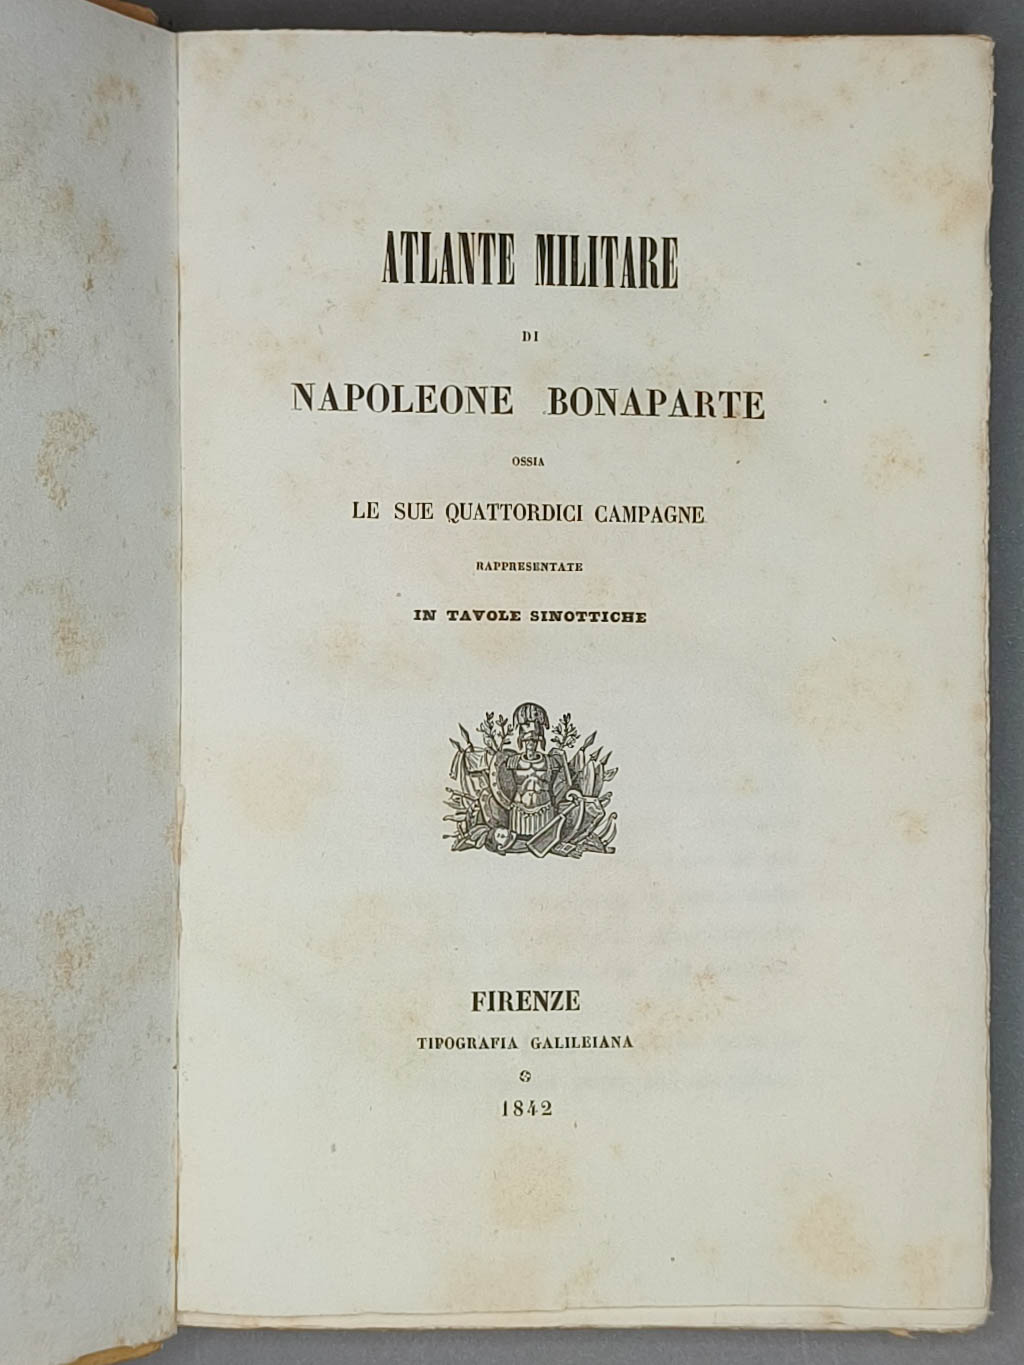 ATLANTE MILITARE
DI
NAPOLEONE BONAPARTE
OSSIA
LE SUE QUATTORDICI CAMPAGNE
RAPPRESENTATE
IN TAVOLE SINOTTICHE
FIRENZE
TIPOGRAFIA GALILEIANA
1842